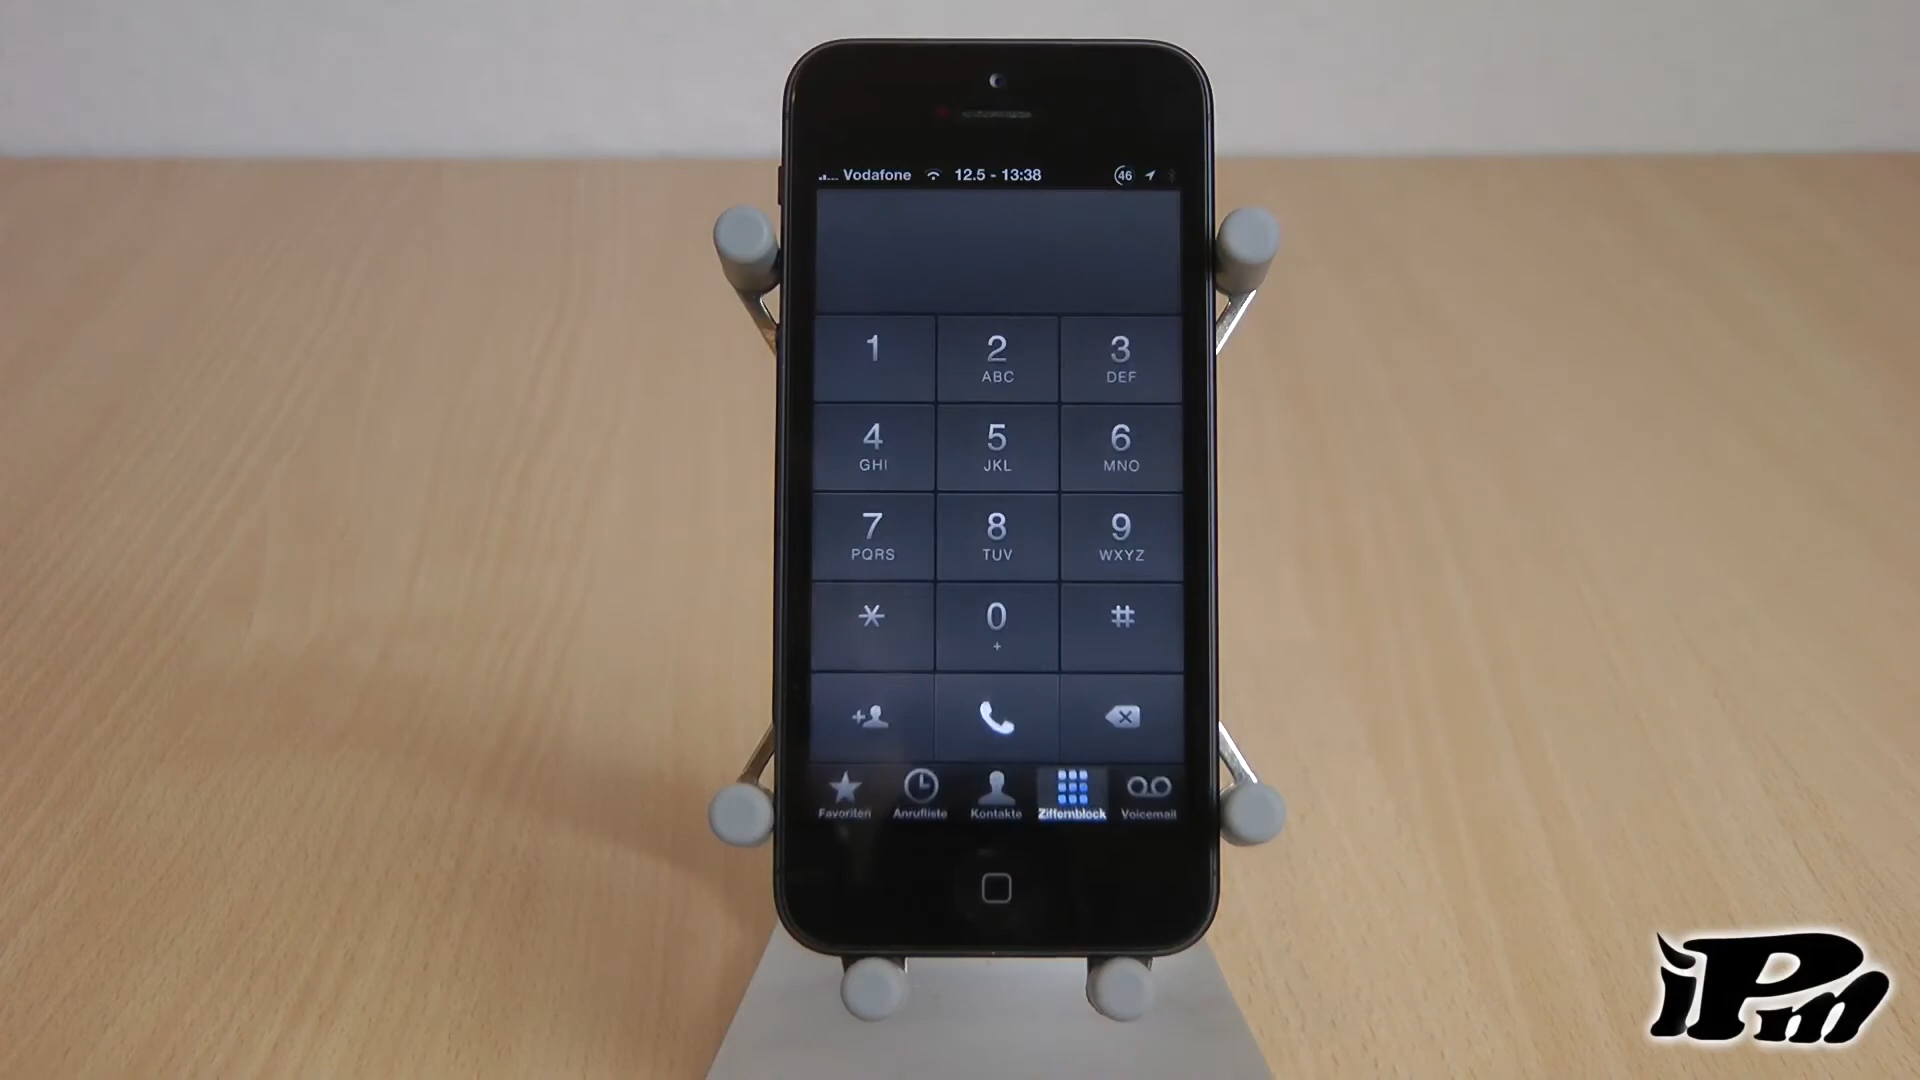 Vodafone 12.5 - 13:38 46
1 2 3
ABC DEF
4 5 6
GHI JKL MNO
7 8 9
PQRS TUV WXYZ
* 0 #
+
Favoriten Anrufliste Kontakte Ziffernblock Voicemail
iPm